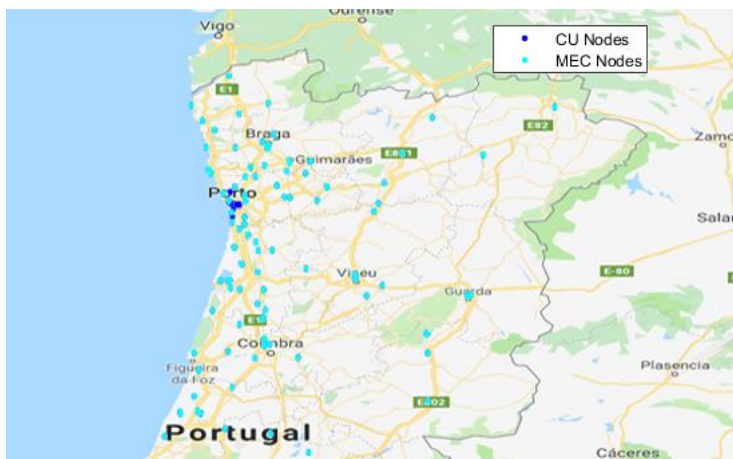 Ourense
Vigo
CU Nodes
MEC Nodes
E1
E82
Braga
Zamo
Guimarães
Porto
Salar
E-80
Viseu
Guarda
E1
Coimbra
Figueira
da Foz
Plasencia
E802
Portugal
Cáceres